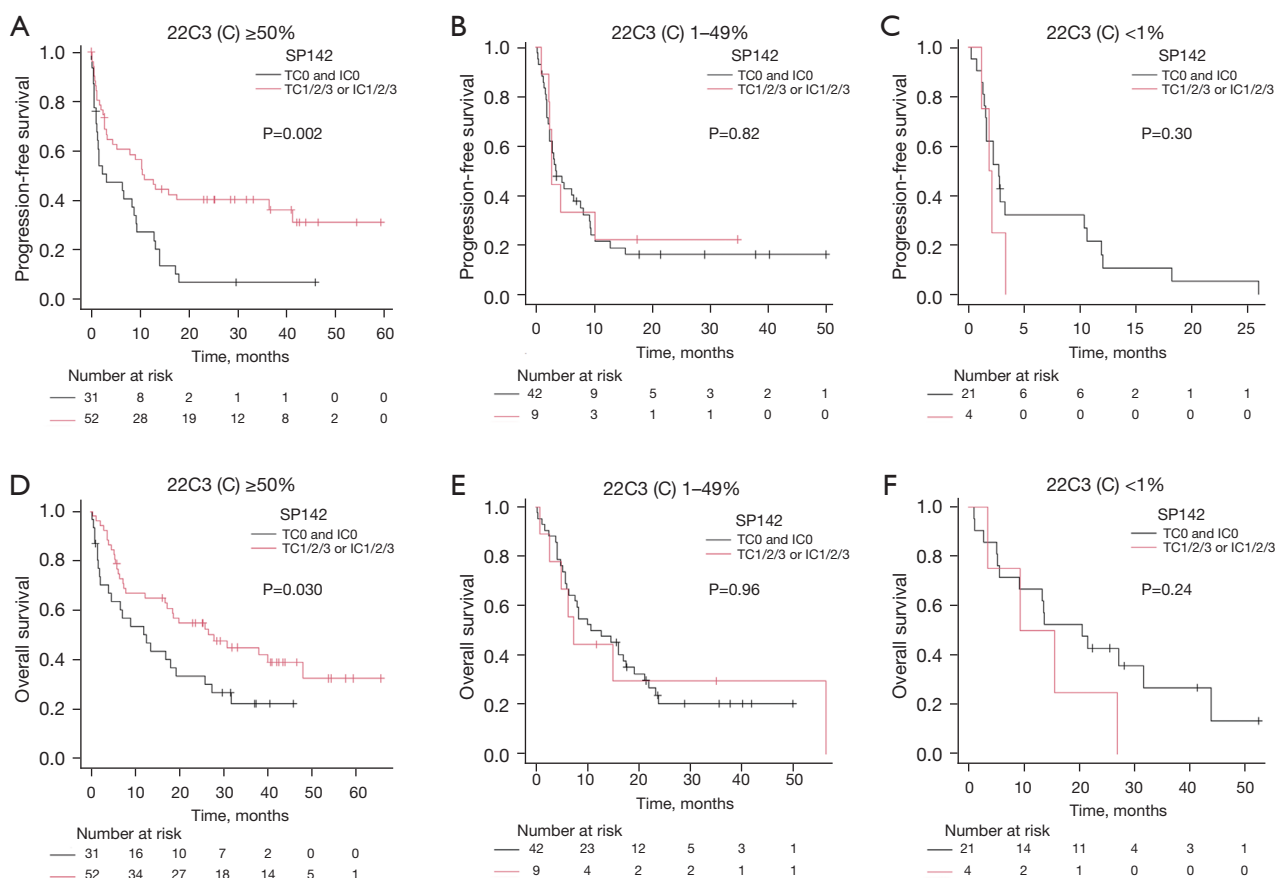 A
22C3 (C) ≥50%
SP142
TC0 and IC0
TC1/2/3 or IC1/2/3
P=0.002
Progression-free survival
1.0
0.8
0.6
0.4
0.2
0.0
0 10 20 30 40 50 60
Time, months
Number at risk
31 8 2 1 1 0 0
52 28 19 12 8 2 0
B
22C3 (C) 1–49%
SP142
TC0 and IC0
TC1/2/3 or IC1/2/3
P=0.82
Progression-free survival
1.0
0.8
0.6
0.4
0.2
0.0
0 10 20 30 40 50
Time, months
Number at risk
42 9 5 3 2 1
9 3 1 1 0 0
C
22C3 (C) <1%
SP142
TC0 and IC0
TC1/2/3 or IC1/2/3
P=0.30
Progression-free survival
1.0
0.8
0.6
0.4
0.2
0.0
0 5 10 15 20 25
Time, months
Number at risk
21 6 6 2 1 1
4 0 0 0 0 0
D
22C3 (C) ≥50%
SP142
TC0 and IC0
TC1/2/3 or IC1/2/3
P=0.030
Overall survival
1.0
0.8
0.6
0.4
0.2
0.0
0 10 20 30 40 50 60
Time, months
Number at risk
31 16 10 7 2 0 0
52 34 27 18 14 5 1
E
22C3 (C) 1–49%
SP142
TC0 and IC0
TC1/2/3 or IC1/2/3
P=0.96
Overall survival
1.0
0.8
0.6
0.4
0.2
0.0
0 10 20 30 40 50
Time, months
Number at risk
42 23 12 5 3 1
9 4 2 2 1 1
F
22C3 (C) <1%
SP142
TC0 and IC0
TC1/2/3 or IC1/2/3
P=0.24
Overall survival
1.0
0.8
0.6
0.4
0.2
0.0
0 10 20 30 40 50
Time, months
Number at risk
21 14 11 4 3 1
4 2 1 0 0 0